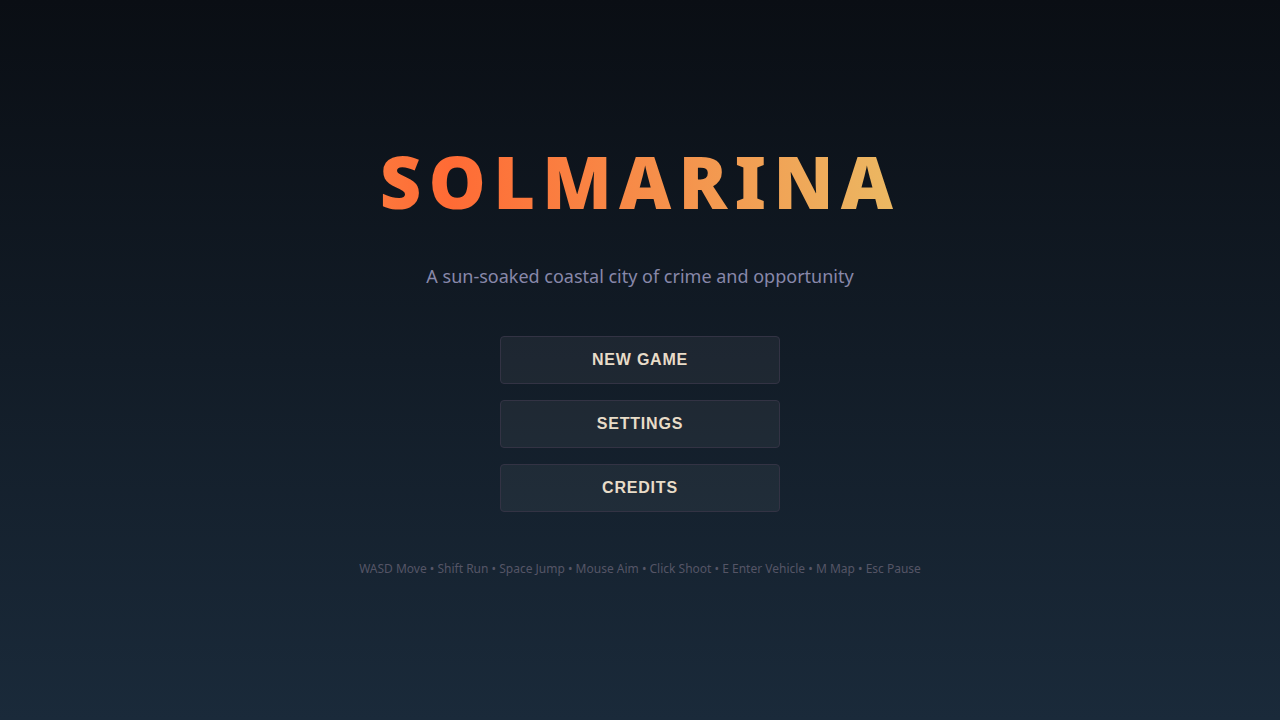 SOLMARINA
A sun-soaked coastal city of crime and opportunity
NEW GAME
SETTINGS
CREDITS
WASD Move • Shift Run • Space Jump • Mouse Aim • Click Shoot • E Enter Vehicle • M Map • Esc Pause